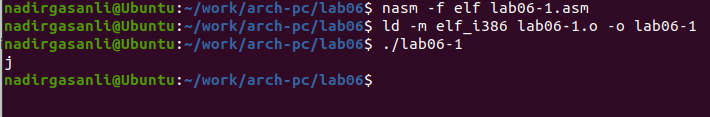 nadirgasanli@Ubuntu:~/work/arch-pc/lab06$ nasm -f elf lab06-1.asm
nadirgasanli@Ubuntu:~/work/arch-pc/lab06$ ld -m elf_i386 lab06-1.o -o lab06-1
nadirgasanli@Ubuntu:~/work/arch-pc/lab06$ ./lab06-1
j
nadirgasanli@Ubuntu:~/work/arch-pc/lab06$